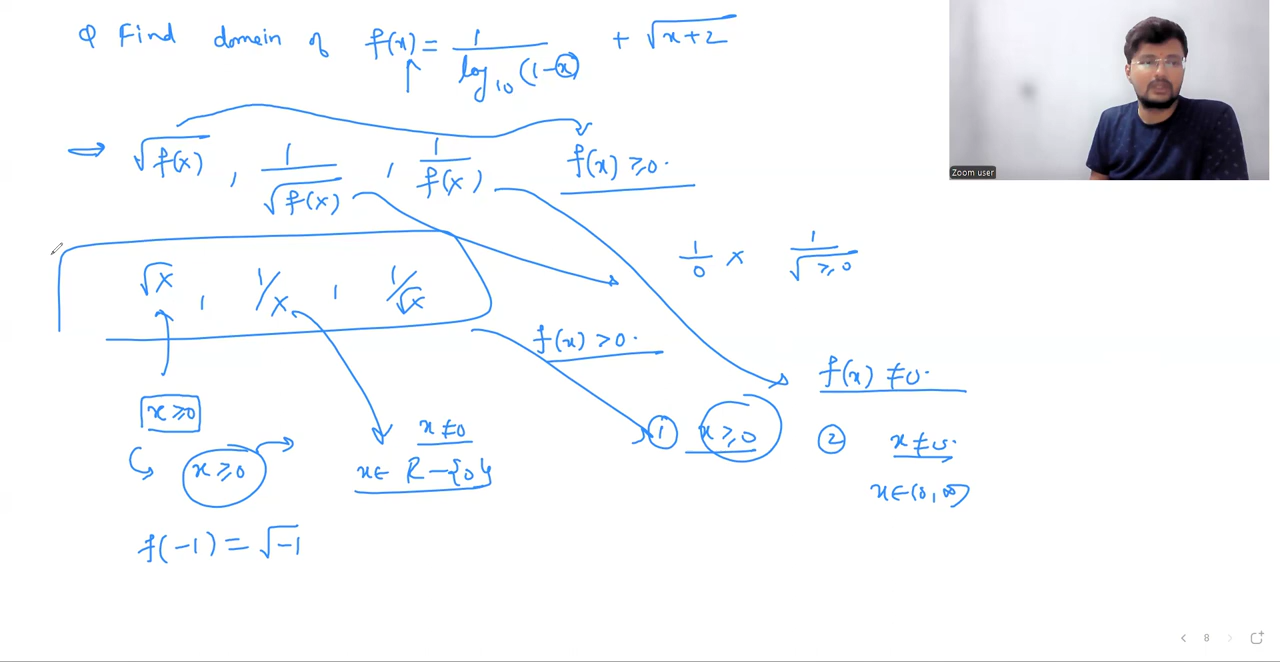 Q Find domain of f(x) = 1/log₁₀(1-x) + √(x+2)
⇒ √f(x) , 1/√f(x) , 1/f(x)
f(x) ≥ 0.
1/0 × 1/√≥0
√x , 1/x , 1/√x
f(x) > 0.
f(x) ≠ 0.
x ≥ 0
x ≠ 0
① x ≥ 0 ② x ≠ 0.
x ≥ 0
x ∈ R - {0}
x ∈ (0, ∞)
f(-1) = √-1
Zoom user
8